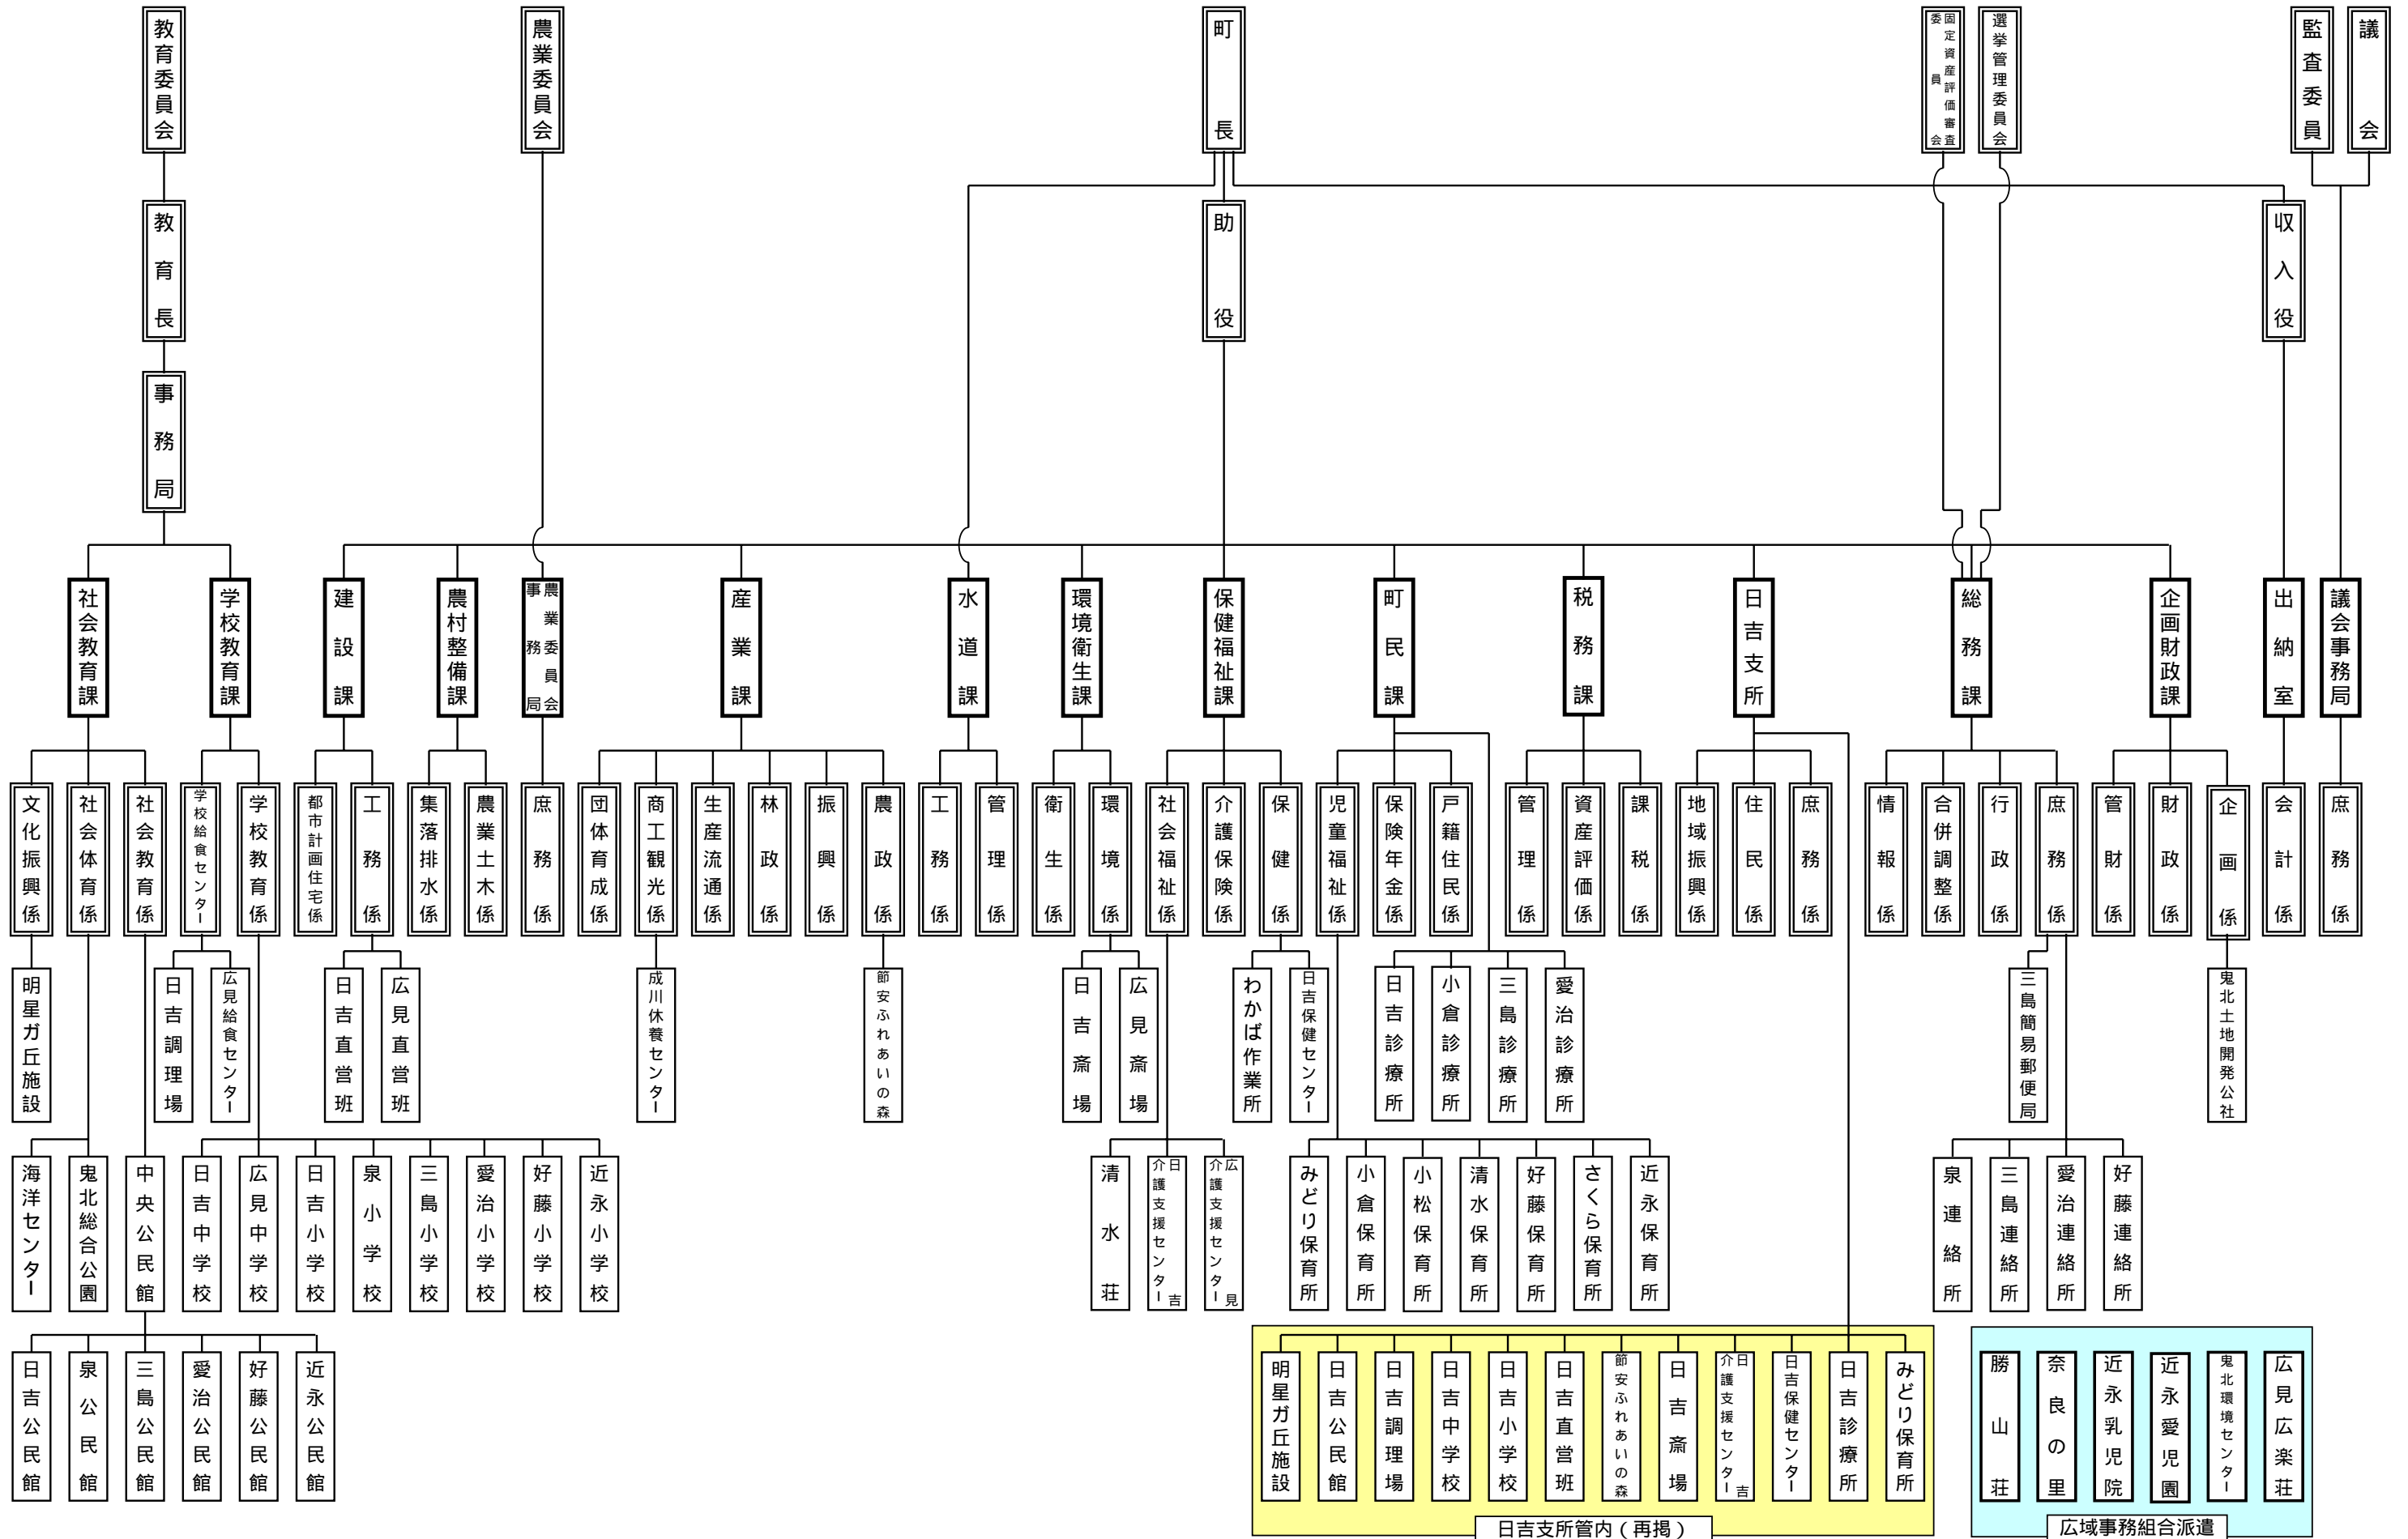 教育委員会
農業委員会
町長
固定資産評価審査委員会
選挙管理委員会
監査委員
議会
教育長
助役
収入役
事務局
社会教育課
学校教育課
建設課
農村整備課
農業委員会事務局
産業課
水道課
環境衛生課
保健福祉課
町民課
税務課
日吉支所
総務課
企画財政課
出納室
議会事務局
文化振興係
社会体育係
社会教育係
学校給食センター
学校教育係
都市計画住宅係
工務係
集落排水係
農業土木係
庶務係
団体育成係
商工観光係
生産流通係
林政係
振興係
農政係
工務係
管理係
衛生係
環境係
社会福祉係
介護保険係
保健係
児童福祉係
保険年金係
戸籍住民係
管理係
資産評価係
課税係
地域振興係
住民係
庶務係
情報係
合併調整係
行政係
庶務係
管財係
財政係
企画係
会計係
庶務係
明星ガ丘施設
日吉調理場
広見給食センター
日吉直営班
広見直営班
成川休養センター
節安ふれあいの森
日吉斎場
広見斎場
わかば作業所
日吉保健センター
日吉診療所
小倉診療所
三島診療所
愛治診療所
三島簡易郵便局
鬼北土地開発公社
海洋センター
鬼北総合公園
中央公民館
日吉中学校
広見中学校
日吉小学校
泉小学校
三島小学校
愛治小学校
好藤小学校
近永小学校
清水荘
日吉介護支援センター
広見介護支援センター
みどり保育所
小倉保育所
小松保育所
清水保育所
好藤保育所
さくら保育所
近永保育所
泉連絡所
三島連絡所
愛治連絡所
好藤連絡所
日吉公民館
泉公民館
三島公民館
愛治公民館
好藤公民館
近永公民館
明星ガ丘施設
日吉公民館
日吉調理場
日吉中学校
日吉小学校
日吉直営班
節安ふれあいの森
日吉斎場
日吉介護支援センター
日吉保健センター
日吉診療所
みどり保育所
勝山荘
奈良の里
近永乳児院
近永愛児園
鬼北環境センター
広見広楽荘
日吉支所管内（再掲）
広域事務組合派遣